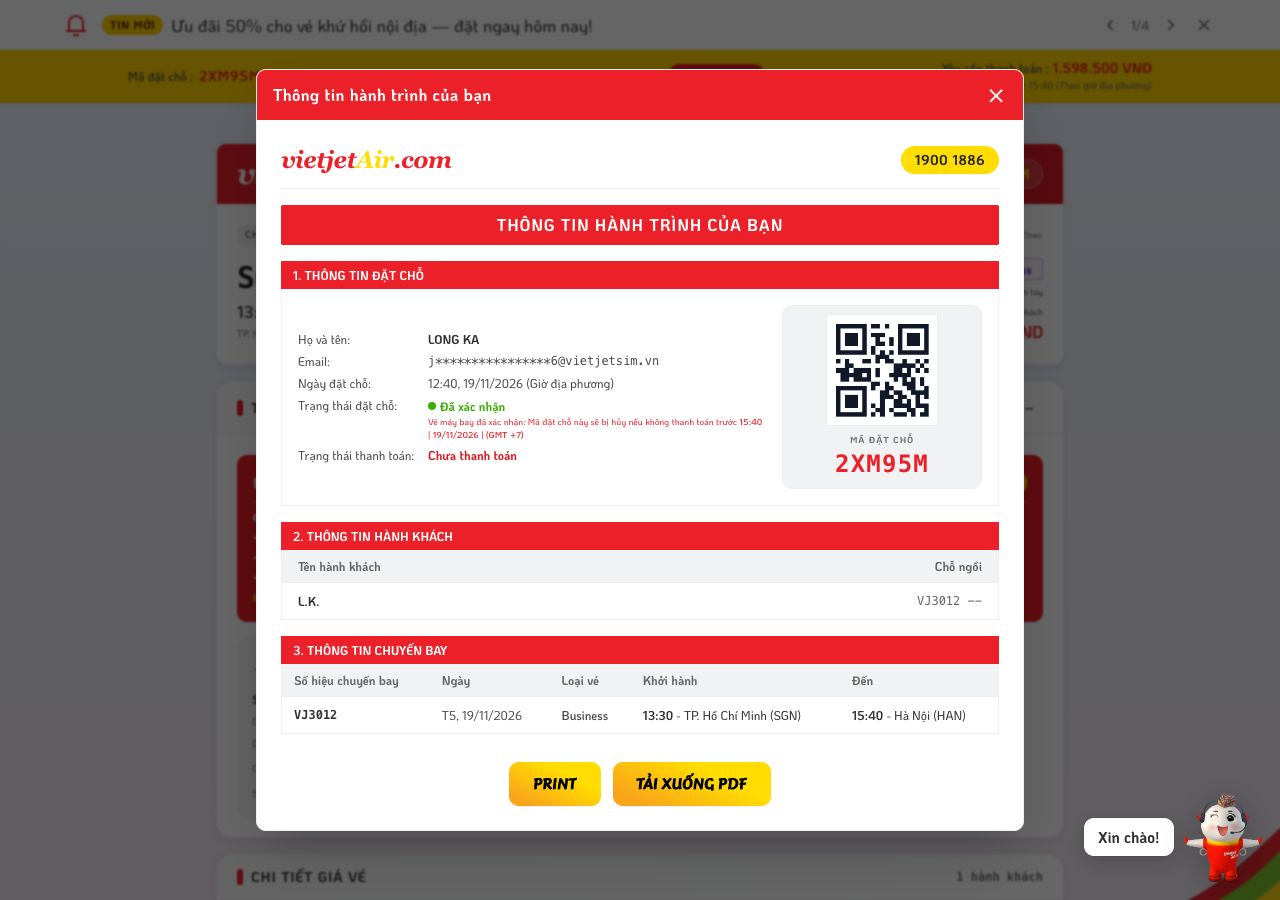 TIN MỚI Ưu đãi 50% cho vé khứ hồi nội địa — đặt ngay hôm nay! 1/4
Mã đặt chỗ : 2XM95M
thanh toán : 1.598.500 VND
15:40 (Theo giờ địa phương)
Thông tin hành trình của bạn
vietjetAir.com 1900 1886
THÔNG TIN HÀNH TRÌNH CỦA BẠN
1. THÔNG TIN ĐẶT CHỖ
Họ và tên: LONG KA
Email: j****************6@vietjetsim.vn
Ngày đặt chỗ: 12:40, 19/11/2026 (Giờ địa phương)
Trạng thái đặt chỗ: Đã xác nhận
Vé máy bay đã xác nhận: Mã đặt chỗ này sẽ bị hủy nếu không thanh toán trước 15:40
| 19/11/2026 | (GMT +7)
Trạng thái thanh toán: Chưa thanh toán
MÃ ĐẶT CHỖ
2XM95M
2. THÔNG TIN HÀNH KHÁCH
Tên hành khách Chỗ ngồi
L.K. VJ3012 ——
3. THÔNG TIN CHUYẾN BAY
Số hiệu chuyến bay Ngày Loại vé Khởi hành Đến
VJ3012 T5, 19/11/2026 Business 13:30 - TP. Hồ Chí Minh (SGN) 15:40 - Hà Nội (HAN)
PRINT TẢI XUỐNG PDF
Xin chào!
CHI TIẾT GIÁ VÉ 1 hành khách